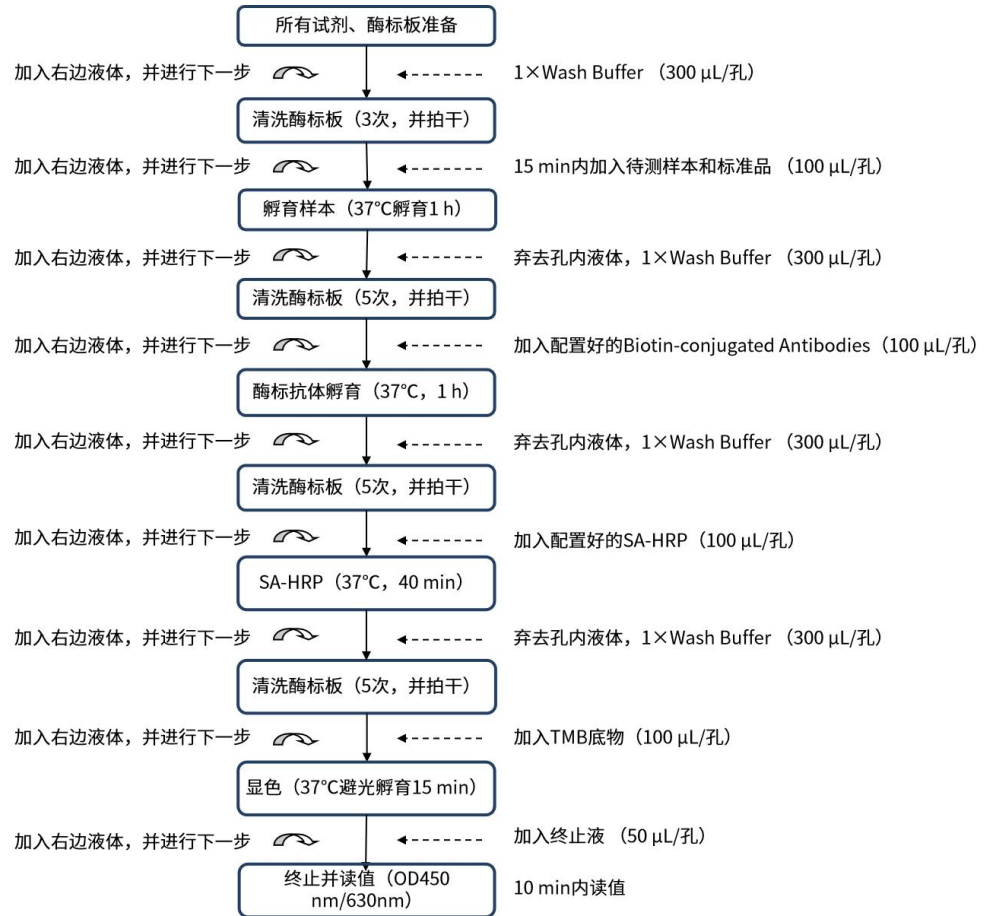 所有试剂、酶标板准备
加入右边液体，并进行下一步
1×Wash Buffer （300 μL/孔）
清洗酶标板（3次，并拍干）
加入右边液体，并进行下一步
15 min内加入待测样本和标准品 （100 μL/孔）
孵育样本（37℃孵育1 h）
加入右边液体，并进行下一步
弃去孔内液体，1×Wash Buffer （300 μL/孔）
清洗酶标板（5次，并拍干）
加入右边液体，并进行下一步
加入配置好的Biotin-conjugated Antibodies（100 μL/孔）
酶标抗体孵育（37℃，1 h）
加入右边液体，并进行下一步
弃去孔内液体，1×Wash Buffer （300 μL/孔）
清洗酶标板（5次，并拍干）
加入右边液体，并进行下一步
加入配置好的SA-HRP（100 μL/孔）
SA-HRP（37℃，40 min）
加入右边液体，并进行下一步
弃去孔内液体，1×Wash Buffer （300 μL/孔）
清洗酶标板（5次，并拍干）
加入右边液体，并进行下一步
加入TMB底物（100 μL/孔）
显色（37℃避光孵育15 min）
加入右边液体，并进行下一步
加入终止液 （50 μL/孔）
终止并读值（OD450
nm/630nm）
10 min内读值